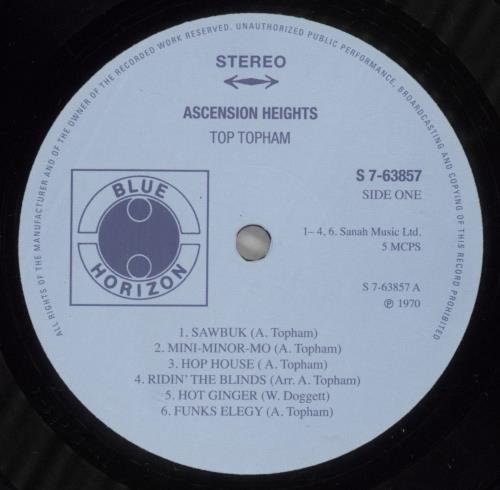 ALL RIGHTS OF THE MANUFACTURER AND OF THE OWNER OF THE RECORDED WORK RESERVED. UNAUTHORIZED PUBLIC PERFORMANCE, BROADCASTING AND COPYING OF THIS RECORD PROHIBITED
STEREO
ASCENSION HEIGHTS
TOP TOPHAM
BLUE
HORIZON
S 7-63857
SIDE ONE
1– 4, 6. Sanah Music Ltd.
5 MCPS
S 7-63857 A
℗ 1970
1. SAWBUK (A. Topham)
2. MINI-MINOR-MO (A. Topham)
3. HOP HOUSE ( A. Topham)
4. RIDIN' THE BLINDS (Arr. A. Topham)
5. HOT GINGER (W. Doggett)
6. FUNKS ELEGY (A. Topham)